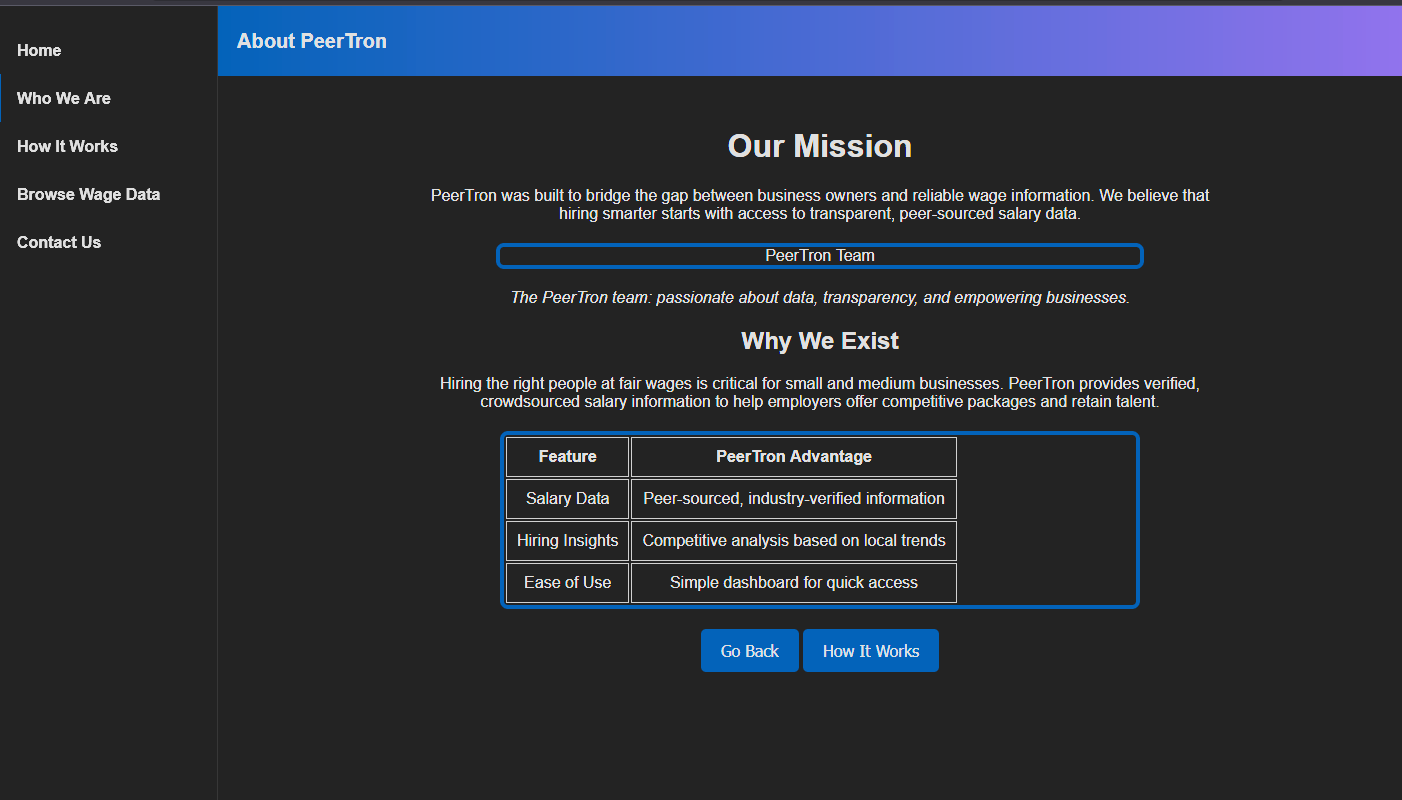 Home
Who We Are
How It Works
Browse Wage Data
Contact Us
About PeerTron
Our Mission
PeerTron was built to bridge the gap between business owners and reliable wage information. We believe that
hiring smarter starts with access to transparent, peer-sourced salary data.
PeerTron Team
The PeerTron team: passionate about data, transparency, and empowering businesses.
Why We Exist
Hiring the right people at fair wages is critical for small and medium businesses. PeerTron provides verified,
crowdsourced salary information to help employers offer competitive packages and retain talent.
Feature PeerTron Advantage
Salary Data Peer-sourced, industry-verified information
Hiring Insights Competitive analysis based on local trends
Ease of Use Simple dashboard for quick access
Go Back How It Works